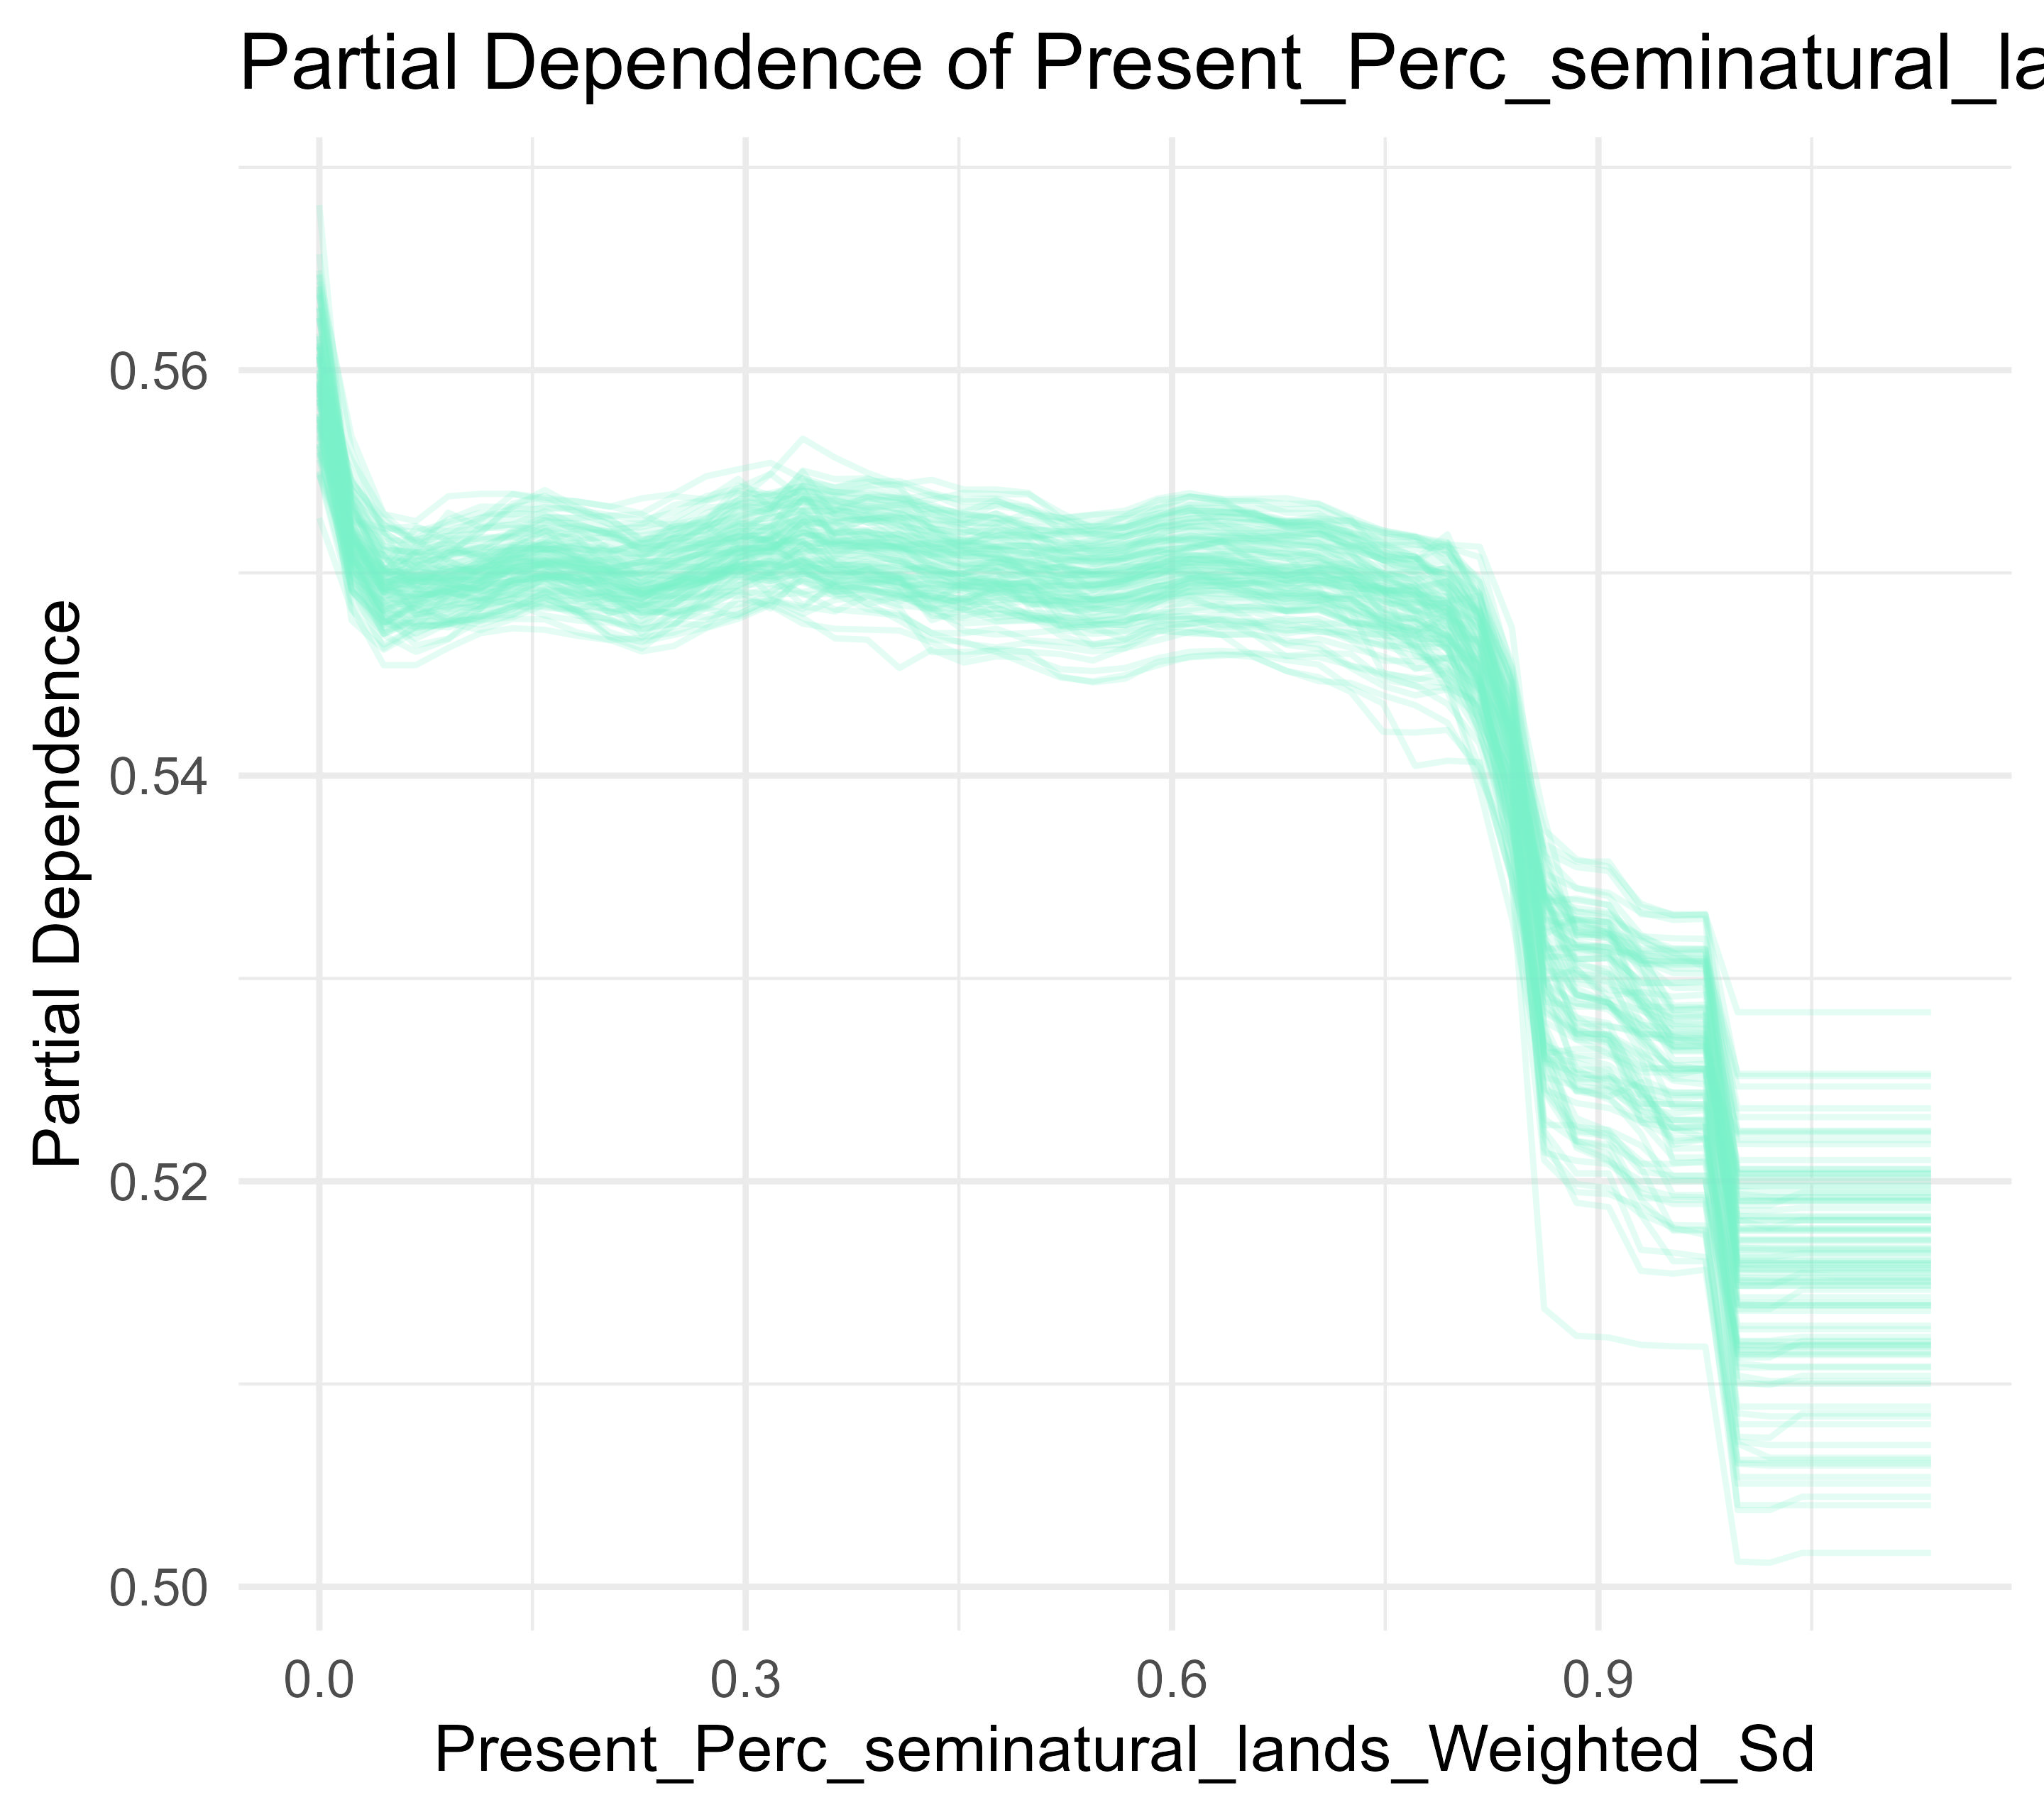 Partial Dependence of Present_Perc_seminatural_la
Partial Dependence
0.56
0.54
0.52
0.50
0.0
0.3
0.6
0.9
Present_Perc_seminatural_lands_Weighted_Sd